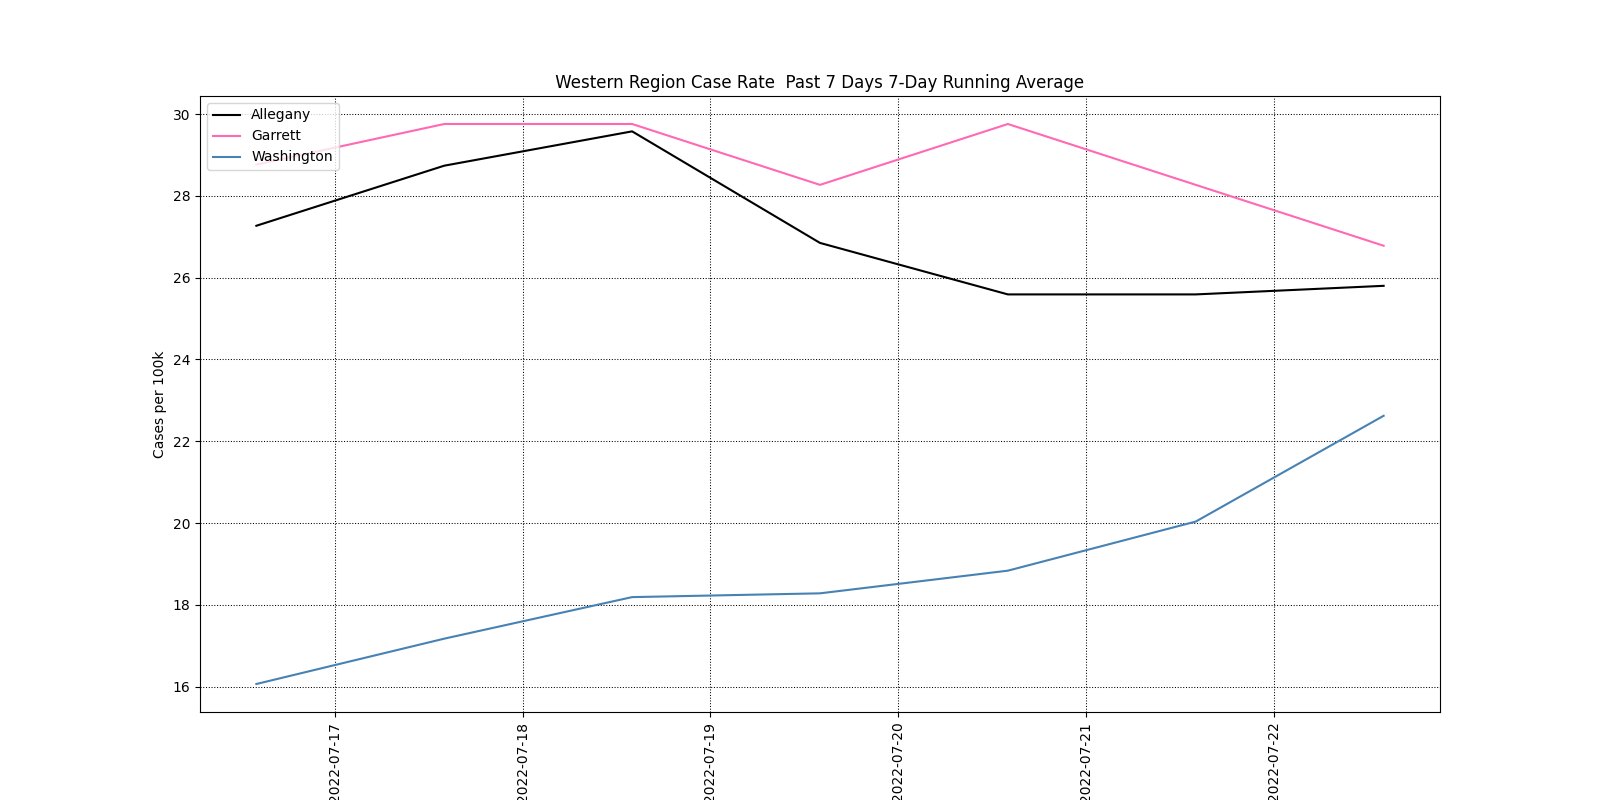 Western Region Case Rate  Past 7 Days 7-Day Running Average
Allegany
Garrett
Washington
Cases per 100k
30
28
26
24
22
20
18
16
2022-07-17
2022-07-18
2022-07-19
2022-07-20
2022-07-21
2022-07-22